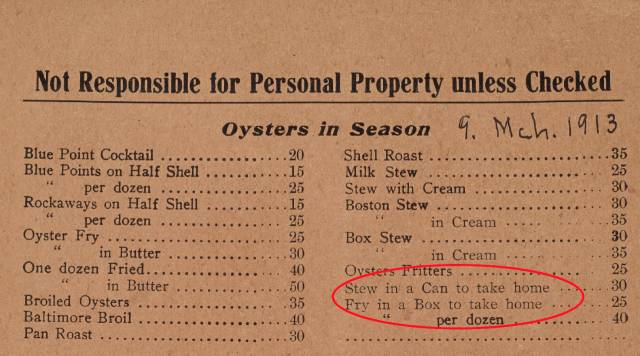 Not Responsible for Personal Property unless Checked
Oysters in Season 9. Mch. 1913
Blue Point Cocktail 20
Blue Points on Half Shell 15
“ per dozen 25
Rockaways on Half Shell 15
“ per dozen 25
Oyster Fry 25
“ in Butter 30
One dozen Fried 40
“ in Butter 50
Broiled Oysters 35
Baltimore Broil 40
Pan Roast 30
Shell Roast 35
Milk Stew 25
Stew with Cream 30
Boston Stew 30
“ in Cream 35
Box Stew 30
“ in Cream 35
Oysters Fritters 25
Stew in a Can to take home 30
Fry in a Box to take home 25
“ per dozen 40